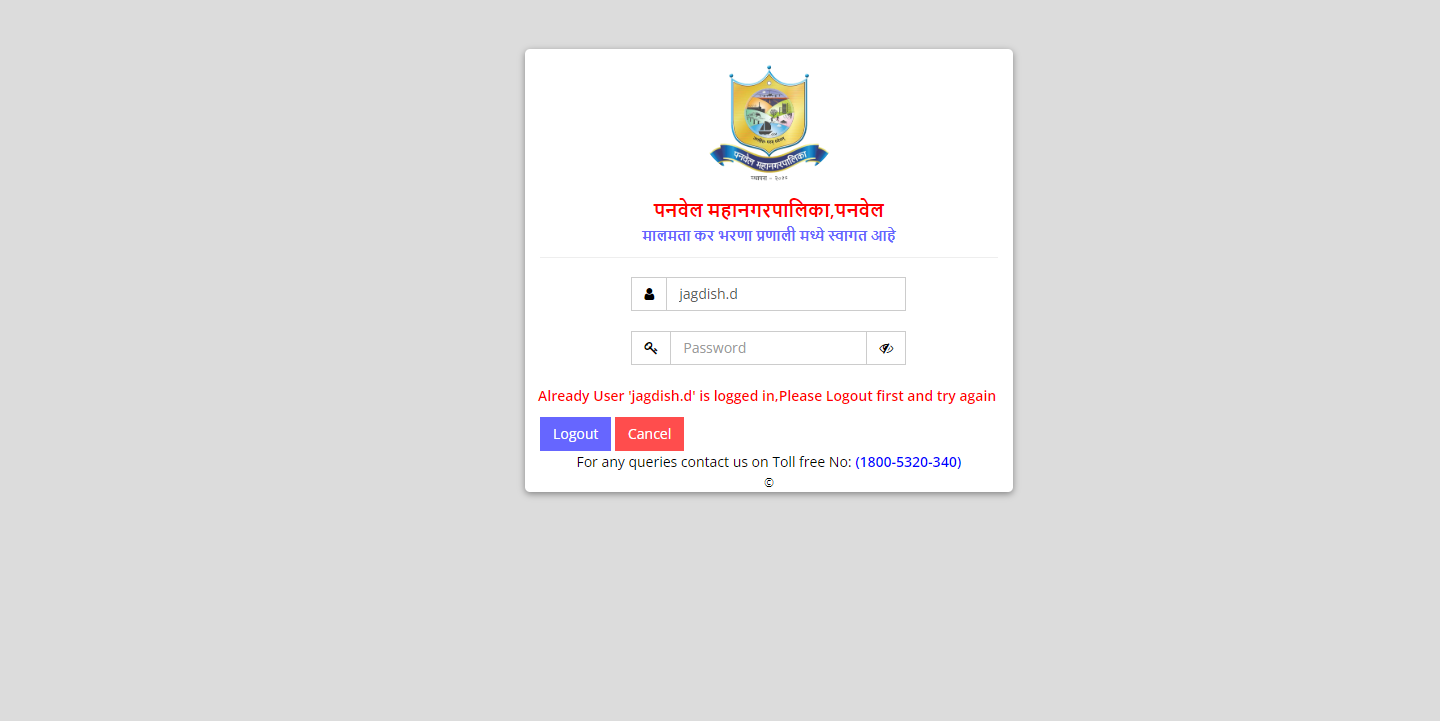 पनवेल महानगरपालिका
पनवेल महानगरपालिका,पनवेल
मालमता कर भरणा प्रणाली मध्ये स्वागत आहे
jagdish.d
Password
Already User 'jagdish.d' is logged in,Please Logout first and try again
Logout Cancel
For any queries contact us on Toll free No: (1800-5320-340)
©